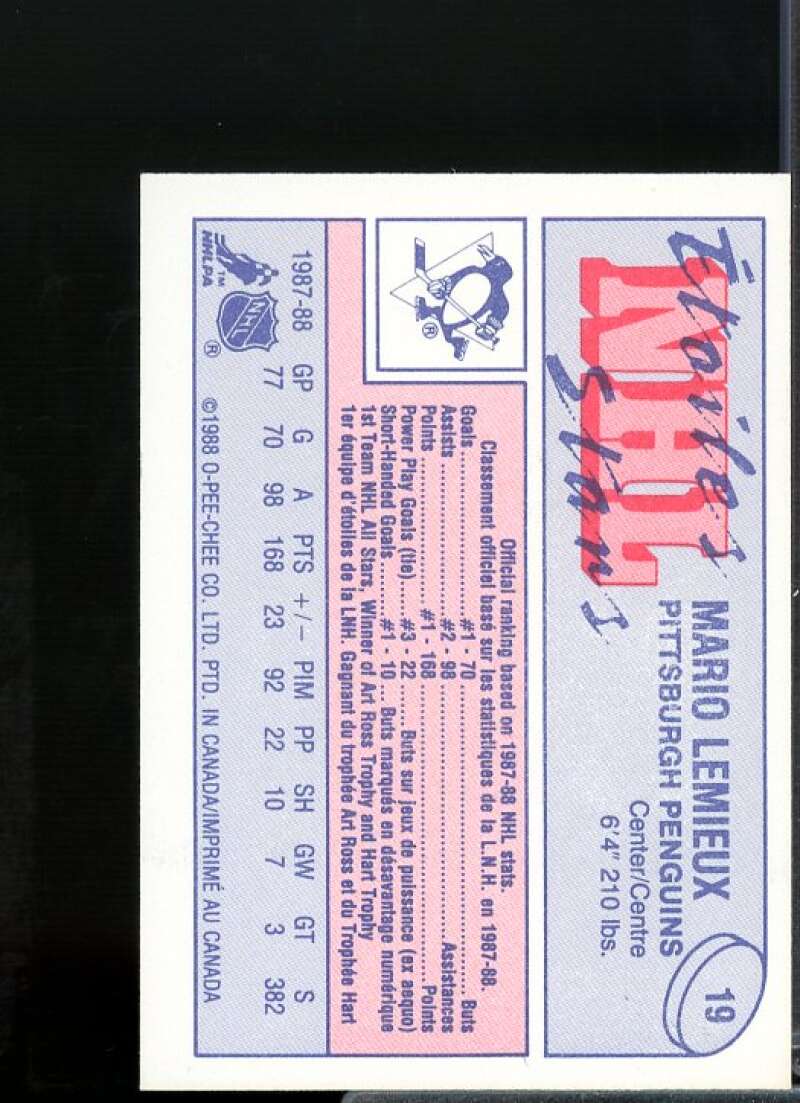 Étoiles
NHL
Stars
MARIO LEMIEUX
PITTSBURGH PENGUINS
Center/Centre
6'4" 210 lbs.
19
®
Official ranking based on 1987-88 NHL stats.
Classement officiel basé sur les statistiques de la L.N.H. en 1987-88.
Goals.................#1 - 70.................Buts
Assists.................#2 - 98.................Assistances
Points.................#1 - 168.................Points
Power Play Goals (tie).....#3 - 22.......Buts sur jeux de puissance (ex aequo)
Short-Handed Goals........#1 - 10...Buts marqués en désavantage numérique
1st Team NHL All Stars, Winner of Art Ross Trophy and Hart Trophy
1er équipe d'étoiles de la LNH. Gagnant du trophée Art Ross et du Trophée Hart
1987-88 GP G A PTS +/− PIM PP SH GW GT S
77 70 98 168 23 92 22 10 7 3 382
NHLPA ™ NHL ® ©1988 O-PEE-CHEE CO. LTD. PTD. IN CANADA/IMPRIMÉ AU CANADA